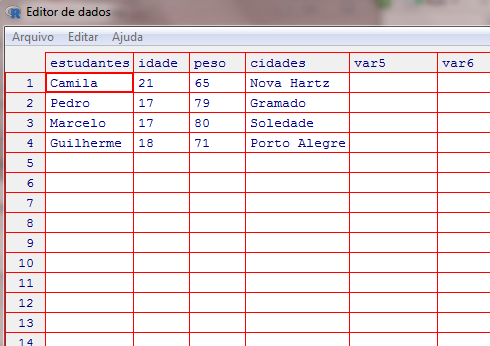 Editor de dados
Arquivo Editar Ajuda
estudantes idade peso cidades var5 var6
1 Camila 21 65 Nova Hartz
2 Pedro 17 79 Gramado
3 Marcelo 17 80 Soledade
4 Guilherme 18 71 Porto Alegre
5
6
7
8
9
10
11
12
13
14